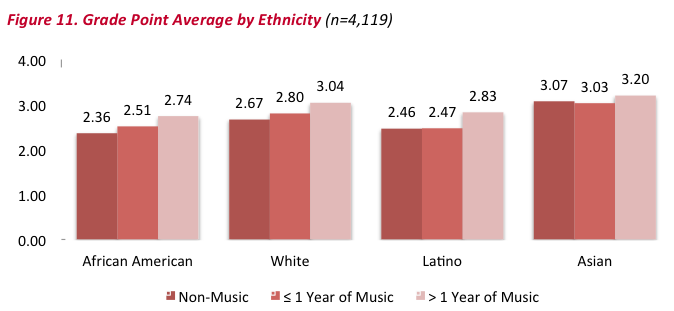 Figure 11. Grade Point Average by Ethnicity (n=4,119)
4.00
3.00
2.00
1.00
0.00
2.36 2.51 2.74
2.67 2.80 3.04
2.46 2.47 2.83
3.07 3.03 3.20
African American White Latino Asian
Non-Music ≤ 1 Year of Music > 1 Year of Music